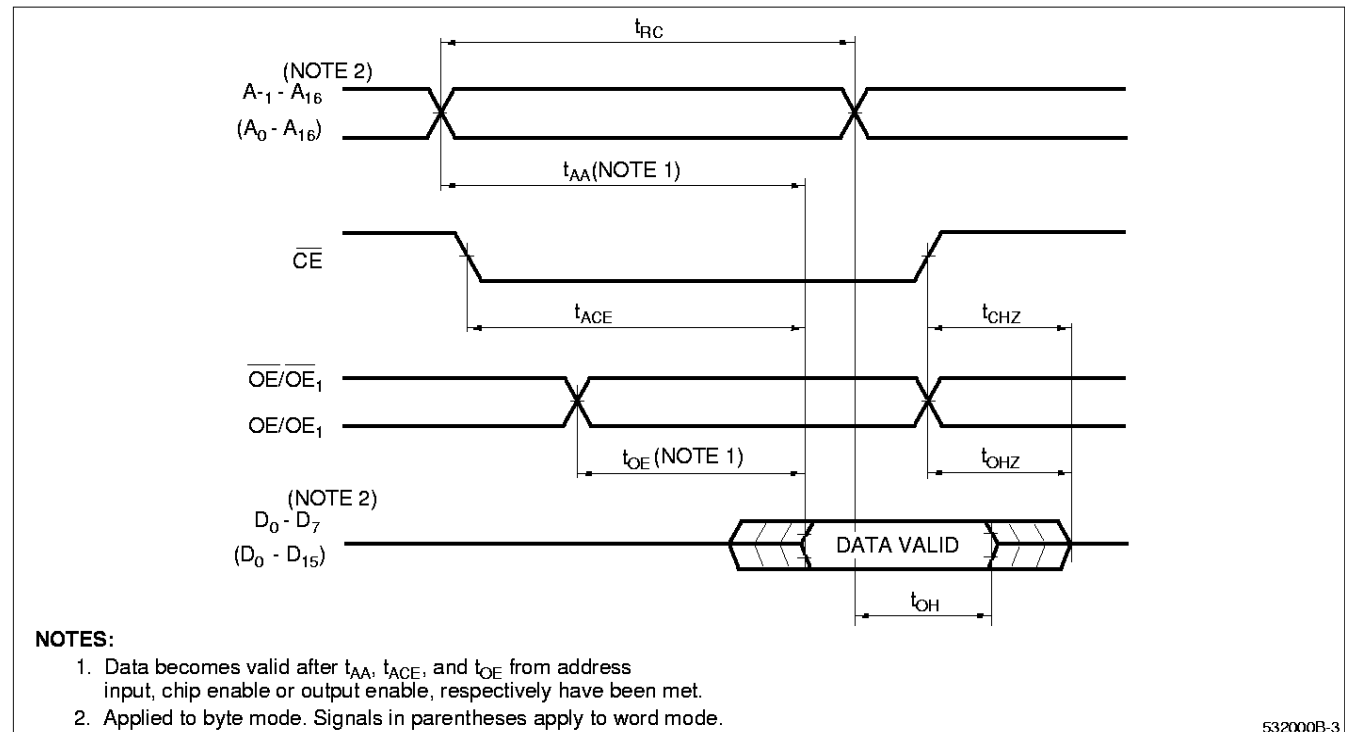 tRC
(NOTE 2)
A-1 - A16
(A0 - A16)
tAA(NOTE 1)
CE
tACE
tCHZ
OE/OE1
OE/OE1
tOE (NOTE 1)
tOHZ
(NOTE 2)
D0 - D7
(D0 - D15)
DATA VALID
tOH
NOTES:
1. Data becomes valid after tAA, tACE, and tOE from address
input, chip enable or output enable, respectively have been met.
2. Applied to byte mode. Signals in parentheses apply to word mode.
532000B-3